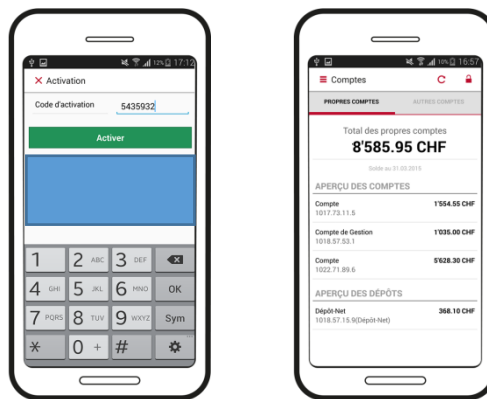 12% 17:12
Activation
Code d'activation 5435932
Activer
1 2 ABC 3 DEF
4 GHI 5 JKL 6 MNO OK
7 PQRS 8 TUV 9 WXYZ Sym
* 0 + #
10% 16:57
Comptes
PROPRES COMPTES AUTRES COMPTES
Total des propres comptes
8'585.95 CHF
Solde au 31.03.2015
APERÇU DES COMPTES
Compte 1'554.55 CHF
1017.73.11.5
Compte de Gestion 1'035.00 CHF
1018.57.53.1
Compte 5'628.30 CHF
1022.71.89.6
APERÇU DES DÉPÔTS
Dépôt-Net 368.10 CHF
1018.57.15.9(Dépôt-Net)